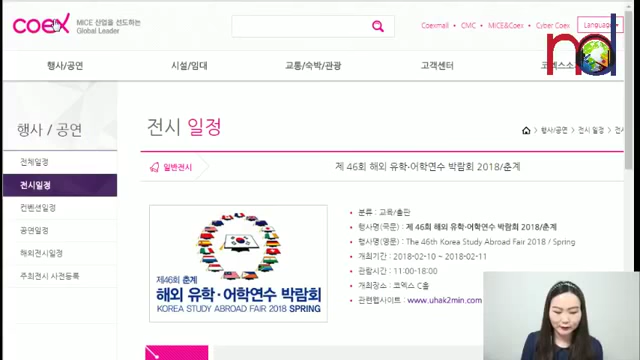 coex
MICE 산업을 선도하는
Global Leader
Coexmall • CMC • MICE&Coex • Cyber Coex
Language
행사/공연
시설/임대
교통/숙박/관광
고객센터
코엑스소
nd
행사 / 공연
전시 일정
행사/공연 > 전시 일정 > 전시
전체일정
전시일정
컨벤션일정
공연일정
해외전시일정
주최전시 사전등록
일반전시
제 46회 해외 유학·어학연수 박람회 2018/춘계
제46회 춘계
해외 유학·어학연수 박람회
KOREA STUDY ABROAD FAIR 2018 SPRING
• 분류 : 교육/출판
• 행사명(국문) : 제 46회 해외 유학·어학연수 박람회 2018/춘계
• 행사명(영문) : The 46th Korea Study Abroad Fair 2018 / Spring
• 개최기간 : 2018-02-10 ~ 2018-02-11
• 관람시간 : 11:00-18:00
• 개최장소 : 코엑스 C홀
• 관련웹사이트 : www.uhak2min.com